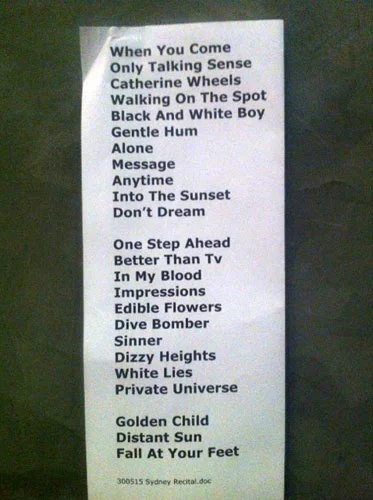 When You Come
Only Talking Sense
Catherine Wheels
Walking On The Spot
Black And White Boy
Gentle Hum
Alone
Message
Anytime
Into The Sunset
Don't Dream
One Step Ahead
Better Than Tv
In My Blood
Impressions
Edible Flowers
Dive Bomber
Sinner
Dizzy Heights
White Lies
Private Universe
Golden Child
Distant Sun
Fall At Your Feet
300515 Sydney Recital.doc